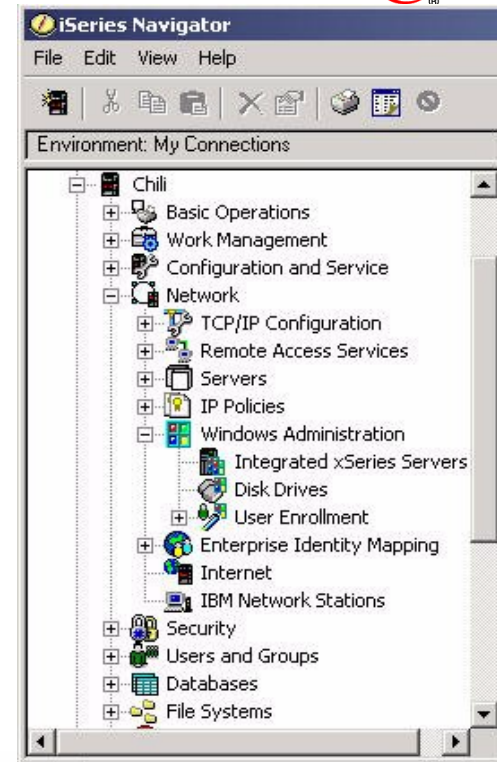 iSeries Navigator
File Edit View Help
Environment: My Connections
Chili
Basic Operations
Work Management
Configuration and Service
Network
TCP/IP Configuration
Remote Access Services
Servers
IP Policies
Windows Administration
Integrated xSeries Servers
Disk Drives
User Enrollment
Enterprise Identity Mapping
Internet
IBM Network Stations
Security
Users and Groups
Databases
File Systems